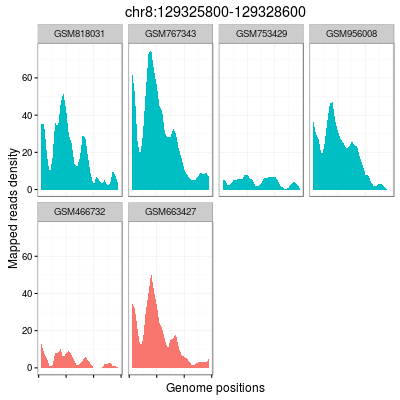 chr8:129325800-129328600
GSM818031 GSM767343 GSM753429 GSM956008
60
40
20
0
Mapped reads density
GSM466732 GSM663427
60
40
20
0
Genome positions